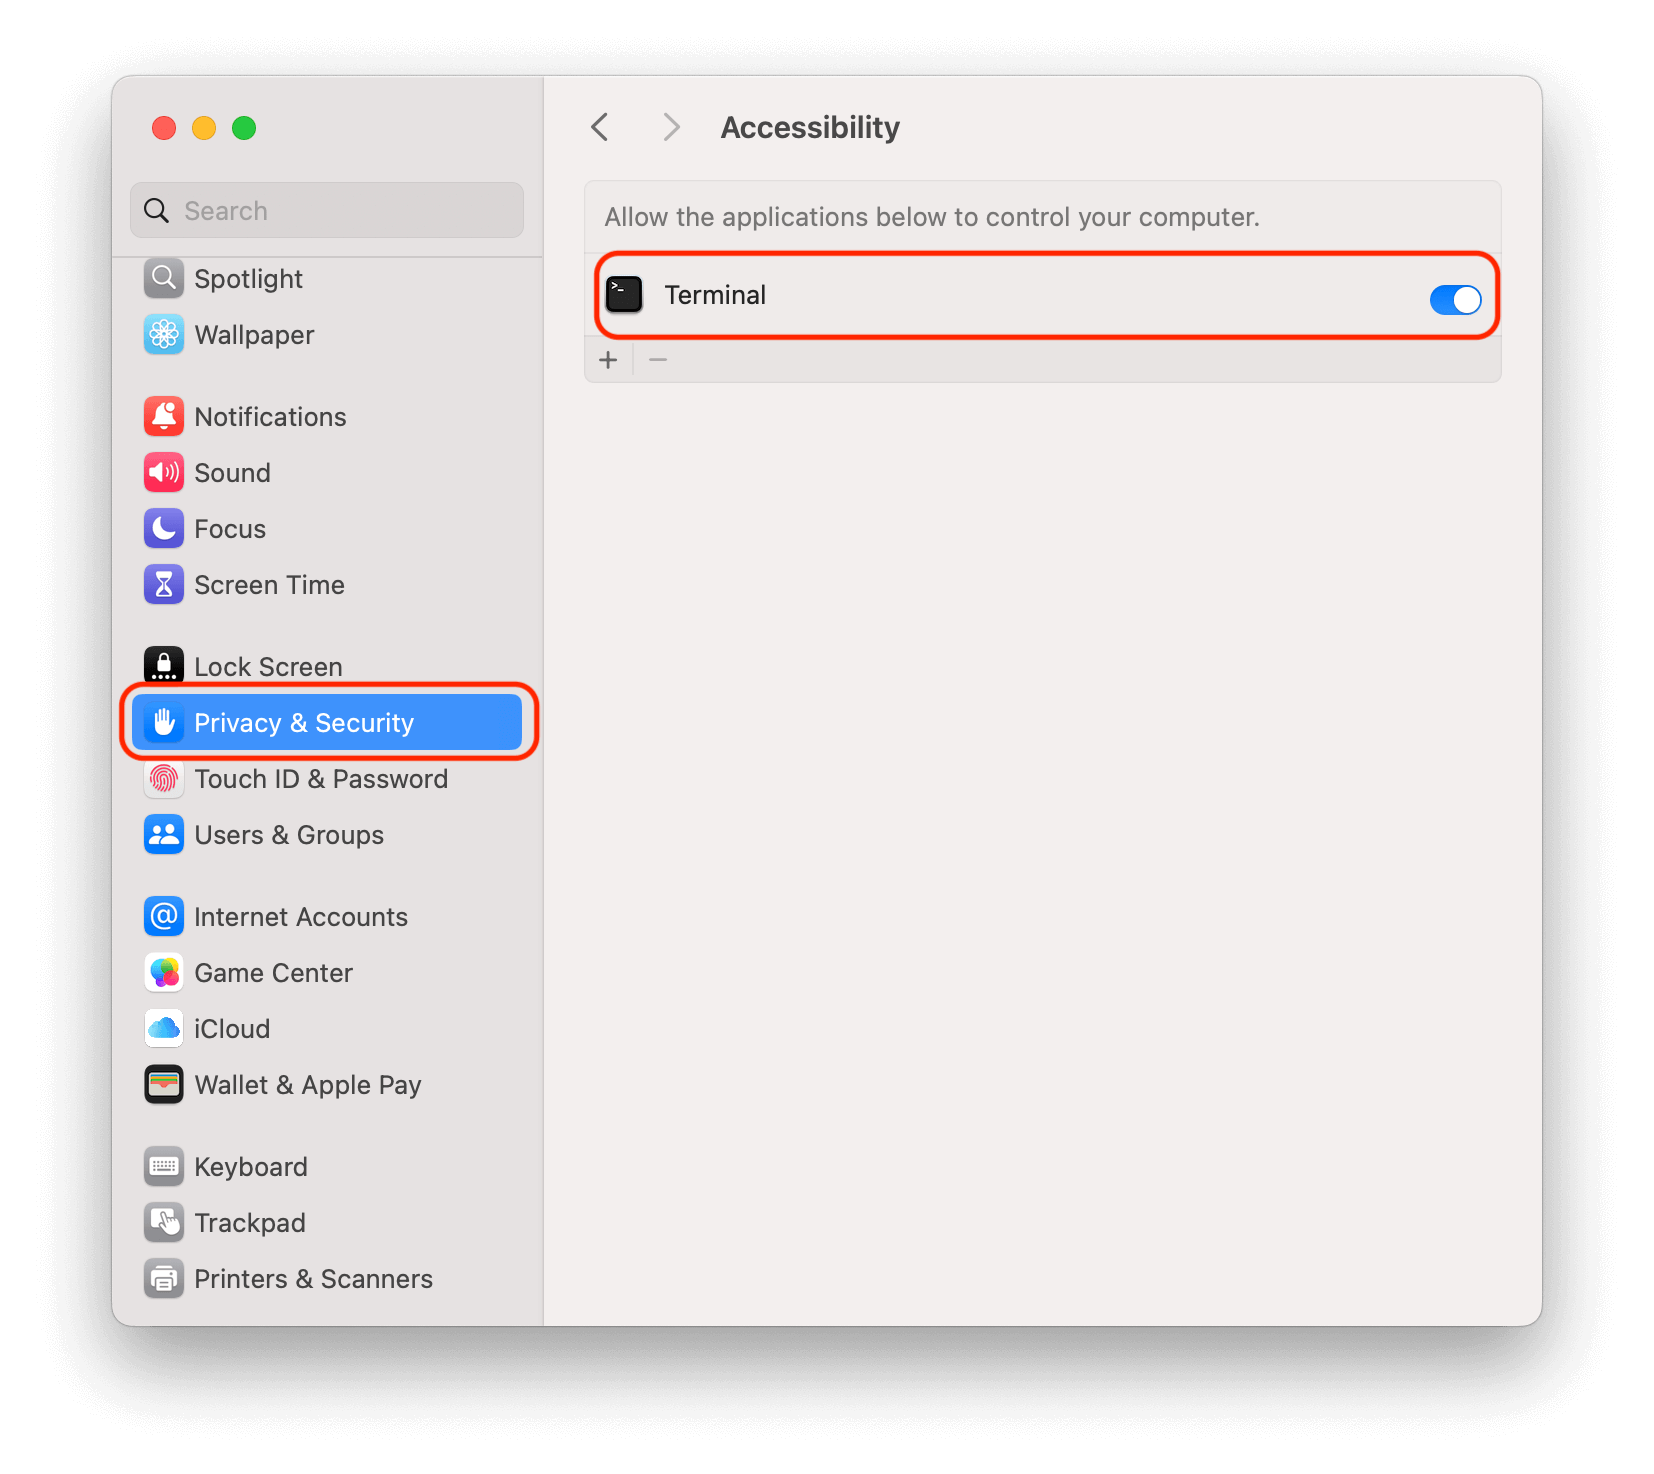 Accessibility
Search
Allow the applications below to control your computer.
Terminal
Spotlight
Wallpaper
Notifications
Sound
Focus
Screen Time
Lock Screen
Privacy & Security
Touch ID & Password
Users & Groups
Internet Accounts
Game Center
iCloud
Wallet & Apple Pay
Keyboard
Trackpad
Printers & Scanners